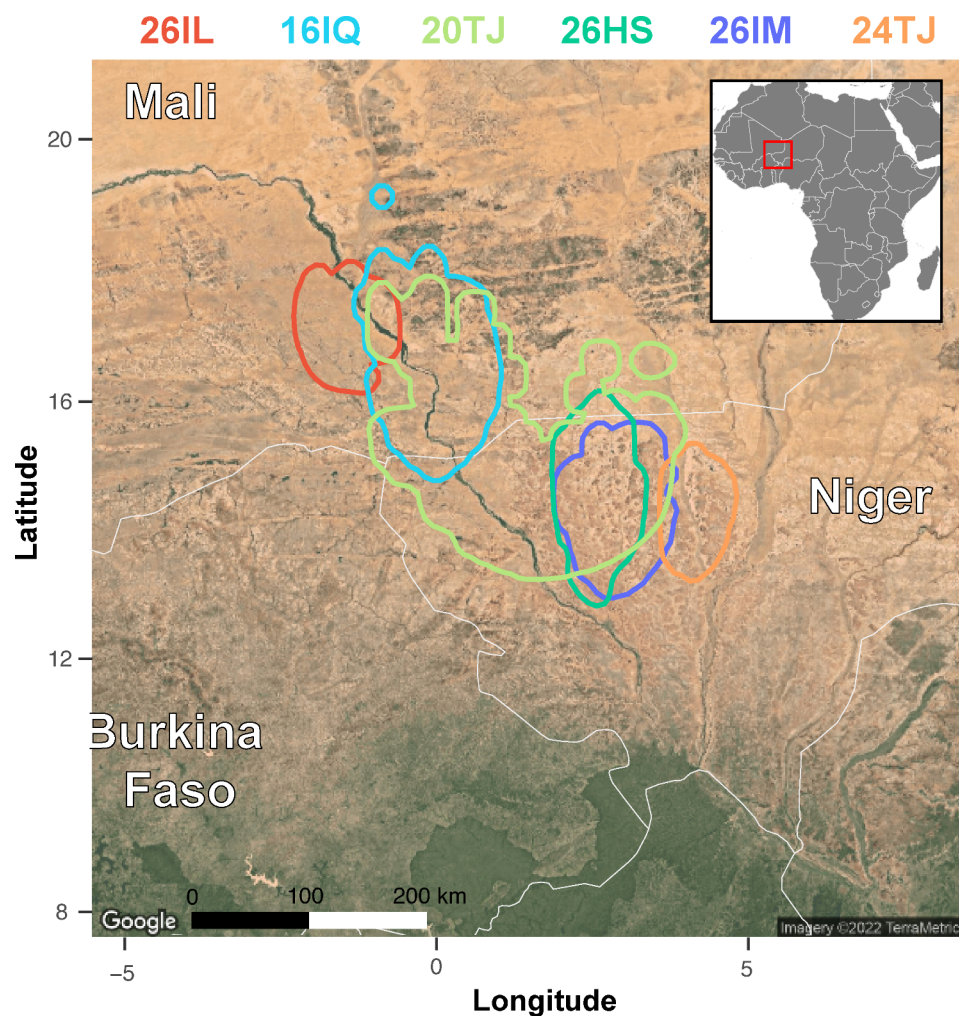 26IL 16IQ 20TJ 26HS 26IM 24TJ
Mali
20
16
Niger
Latitude
12
Burkina
Faso
0 100 200 km
8
Google
Imagery ©2022 TerraMetric
−5 0 5
Longitude